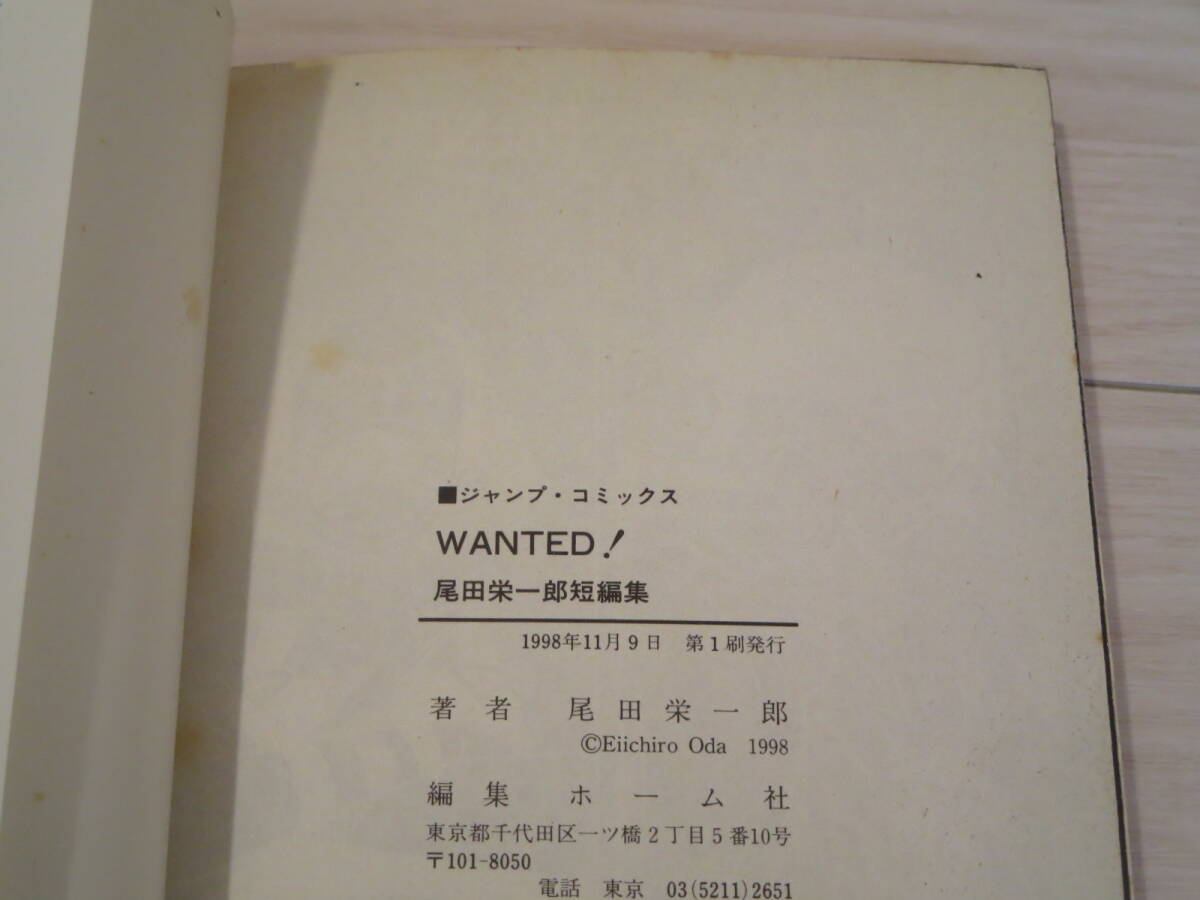 ■ジャンプ・コミックス
WANTED!
尾田栄一郎短編集
1998年11月9日 第1刷発行
著者 尾田栄一郎
©Eiichiro Oda 1998
編集 ホーム社
東京都千代田区一ツ橋2丁目5番10号
〒101-8050
電話 東京 03(5211)2651